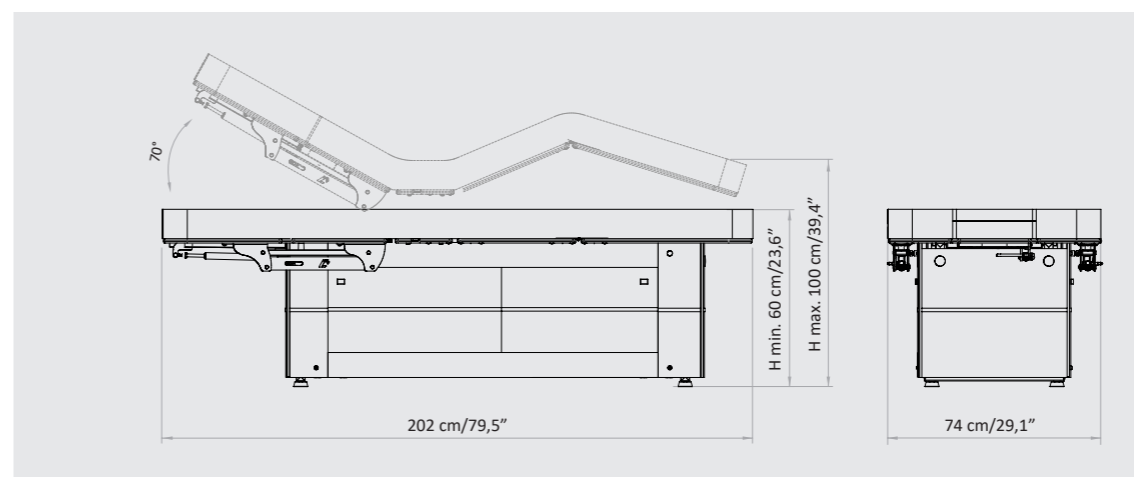 70°
H min. 60 cm/23,6”
H max. 100 cm/39,4”
202 cm/79,5”
74 cm/29,1”